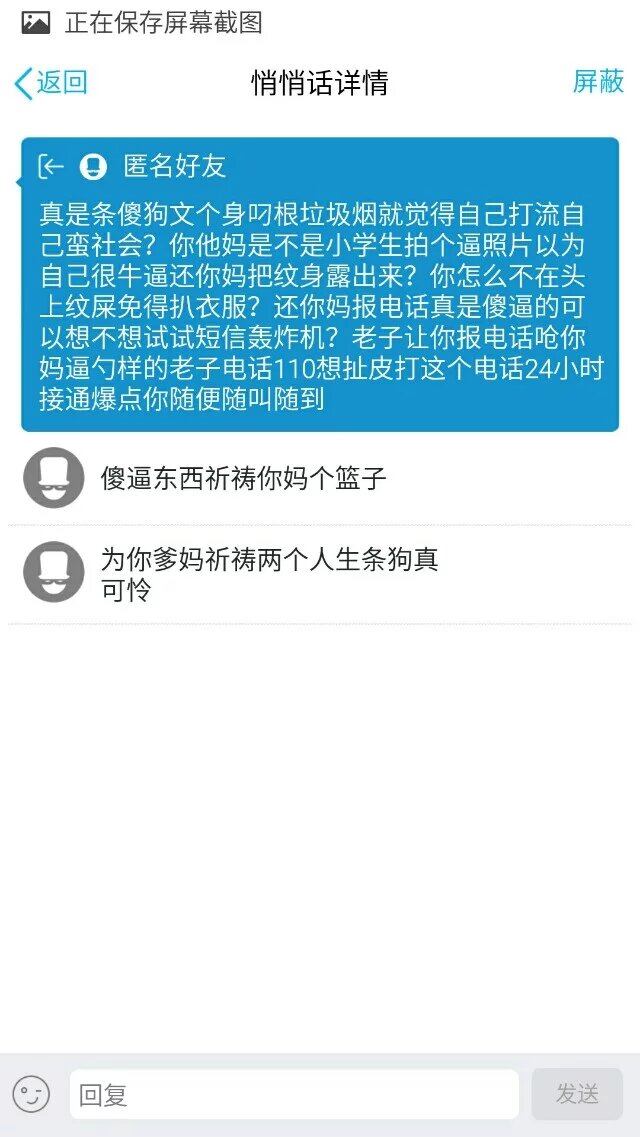 正在保存屏幕截图
返回
悄悄话详情
屏蔽
匿名好友
真是条傻狗文个身叼根垃圾烟就觉得自己打流自
己蛮社会？你他妈是不是小学生拍个逼照片以为
自己很牛逼还你妈把纹身露出来？你怎么不在头
上纹屎免得扒衣服？还你妈报电话真是傻逼的可
以想不想试试短信轰炸机？老子让你报电话呛你
妈逼勺样的老子电话110想扯皮打这个电话24小时
接通爆点你随便随叫随到
傻逼东西祈祷你妈个篮子
为你爹妈祈祷两个人生条狗真
可怜
回复
发送